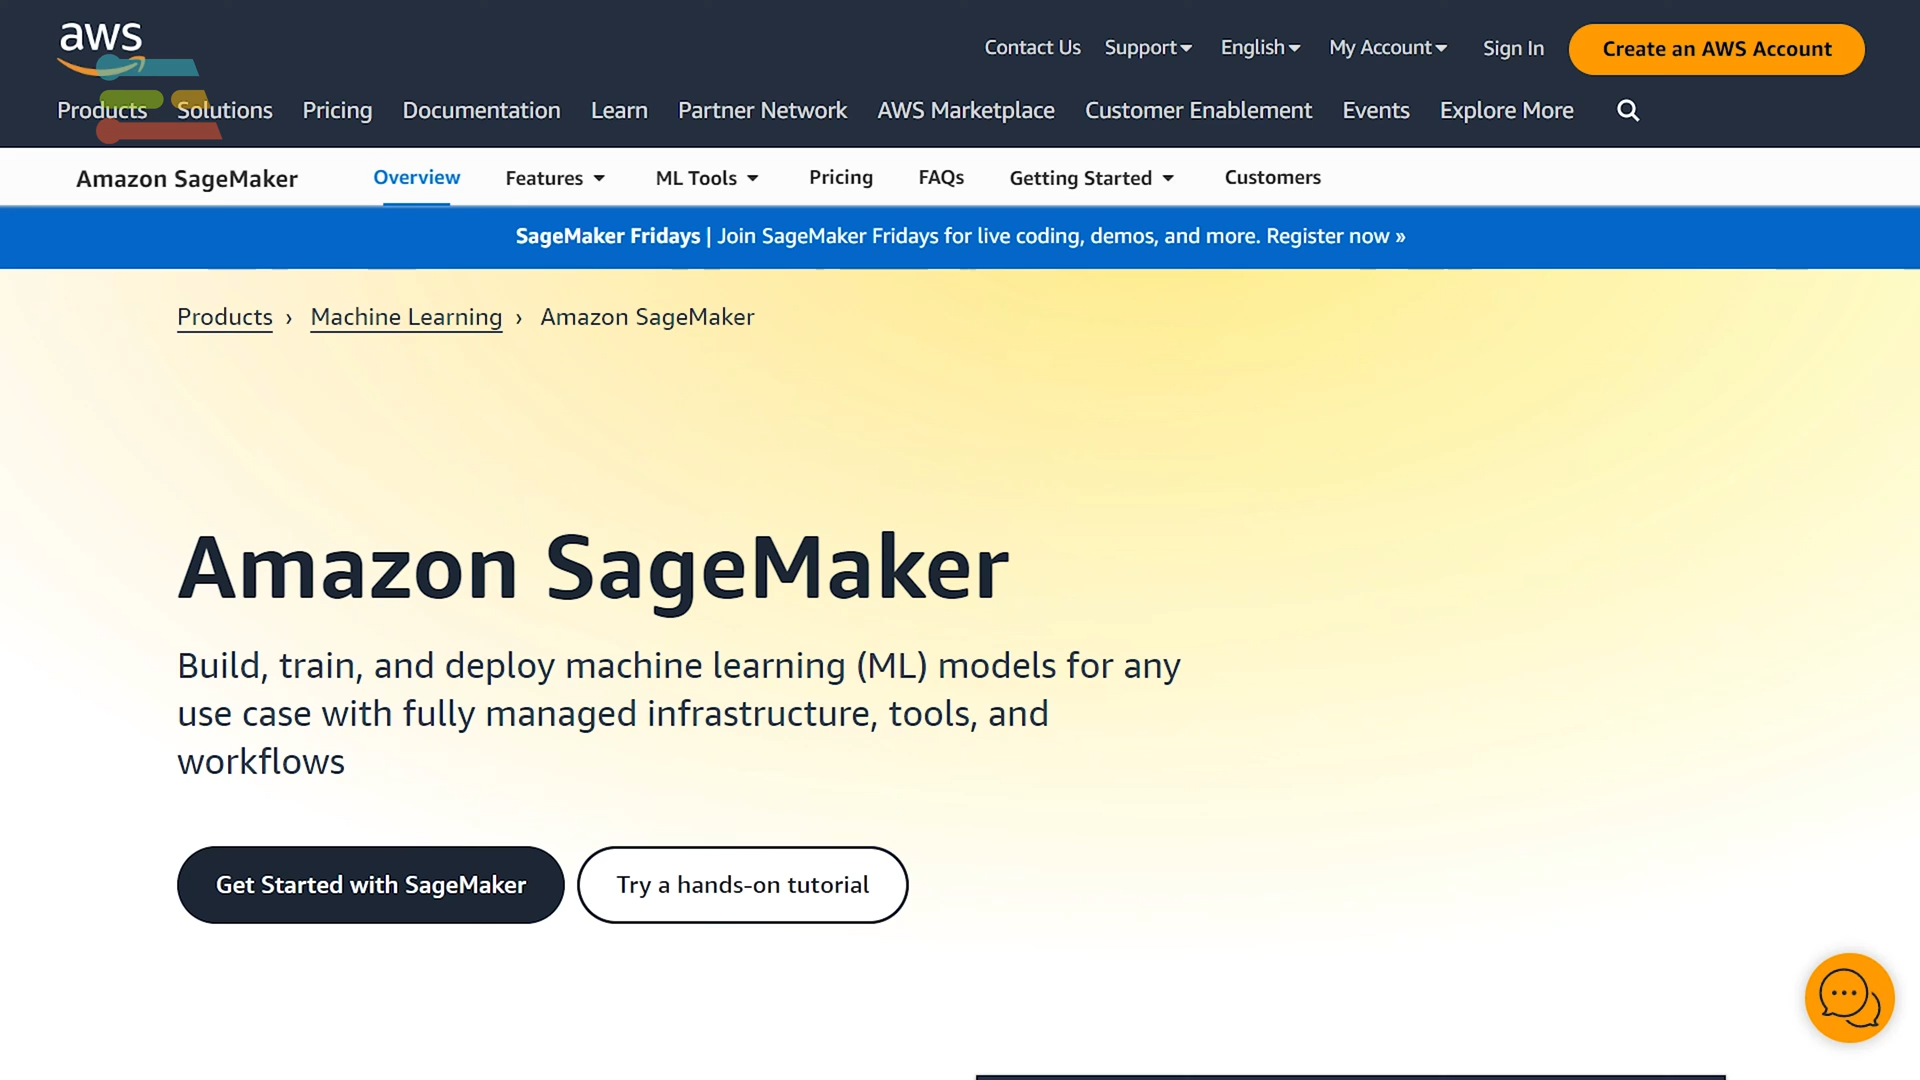 aws
Contact Us Support English My Account Sign In Create an AWS Account
Products Solutions Pricing Documentation Learn Partner Network AWS Marketplace Customer Enablement Events Explore More
Amazon SageMaker Overview Features ML Tools Pricing FAQs Getting Started Customers
SageMaker Fridays | Join SageMaker Fridays for live coding, demos, and more. Register now »
Products › Machine Learning › Amazon SageMaker
Amazon SageMaker
Build, train, and deploy machine learning (ML) models for any
use case with fully managed infrastructure, tools, and
workflows
Get Started with SageMaker Try a hands-on tutorial